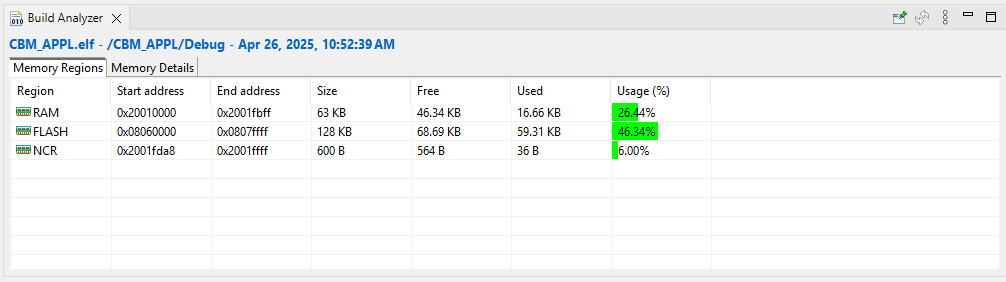 Build Analyzer
CBM_APPL.elf - /CBM_APPL/Debug - Apr 26, 2025, 10:52:39 AM
Memory Regions Memory Details
Region Start address End address Size Free Used Usage (%)
RAM 0x20010000 0x2001fbff 63 KB 46.34 KB 16.66 KB 26.44%
FLASH 0x08060000 0x0807ffff 128 KB 68.69 KB 59.31 KB 46.34%
NCR 0x2001fda8 0x2001ffff 600 B 564 B 36 B 6.00%